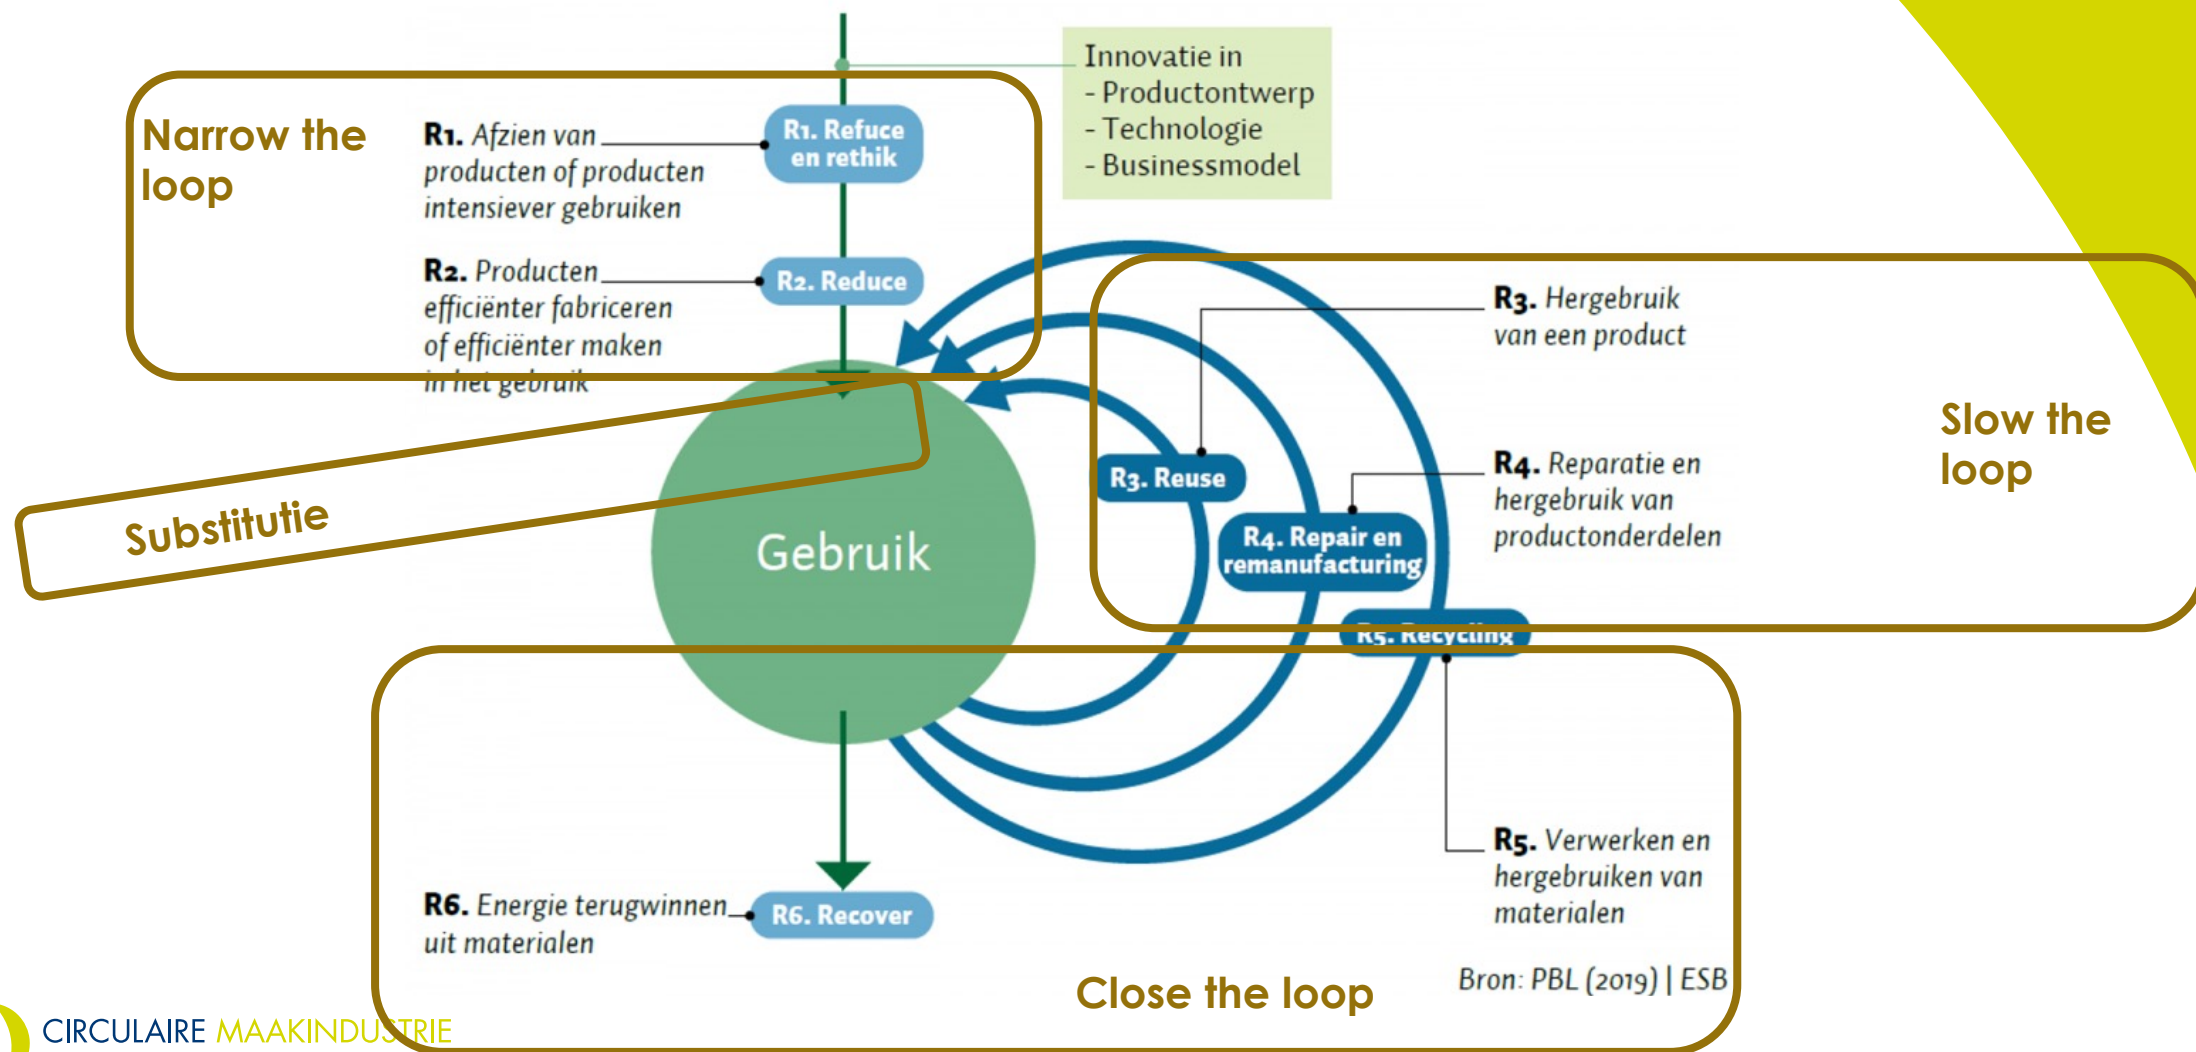 Narrow the
loop
R1. Afzien van
producten of producten
intensiever gebruiken
R1. Refuce
en rethik
Innovatie in
- Productontwerp
- Technologie
- Businessmodel
R2. Producten
efficiënter fabriceren
of efficiënter maken
in het gebruik
R2. Reduce
R3. Hergebruik
van een product
Slow the
loop
R3. Reuse
R4. Reparatie en
hergebruik van
productonderdelen
R4. Repair en
remanufacturing
Substitutie
Gebruik
R5. Recycling
R5. Verwerken en
hergebruiken van
materialen
R6. Energie terugwinnen
uit materialen
R6. Recover
Close the loop
Bron: PBL (2019) | ESB
CIRCULAIRE MAAKINDUSTRIE